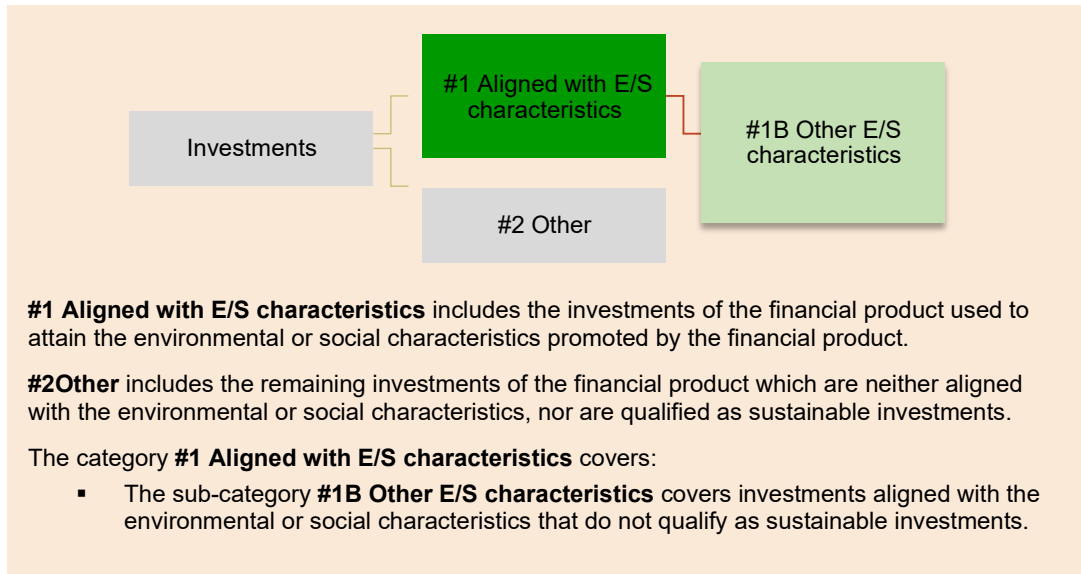 #1 Aligned with E/S
characteristics
Investments
#1B Other E/S
characteristics
#2 Other
#1 Aligned with E/S characteristics includes the investments of the financial product used to
attain the environmental or social characteristics promoted by the financial product.
#2Other includes the remaining investments of the financial product which are neither aligned
with the environmental or social characteristics, nor are qualified as sustainable investments.
The category #1 Aligned with E/S characteristics covers:
▪ The sub-category #1B Other E/S characteristics covers investments aligned with the
environmental or social characteristics that do not qualify as sustainable investments.